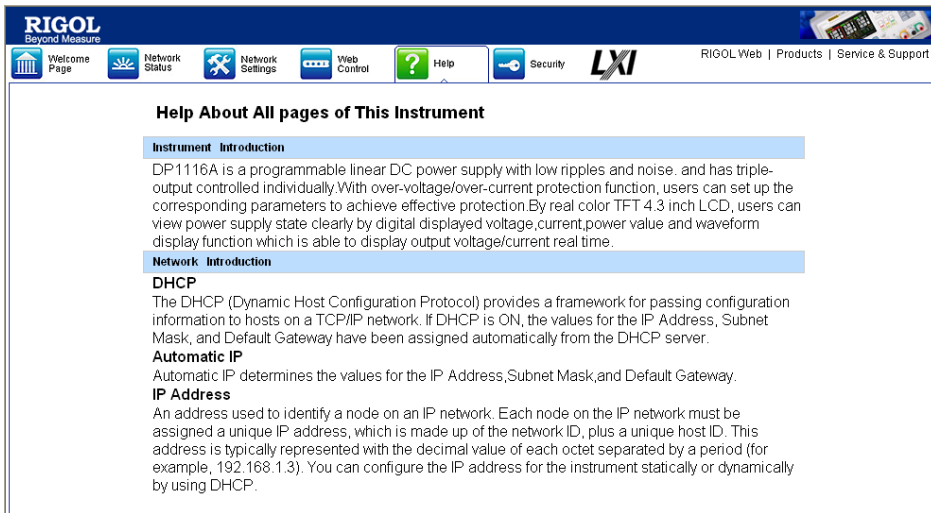 RIGOL
Beyond Measure
Welcome Page
Network Status
Network Settings
Web Control
Help
Security
LXI
RIGOL Web | Products | Service & Support
Help About All pages of This Instrument
Instrument Introduction
DP1116A is a programmable linear DC power supply with low ripples and noise. and has triple-
output controlled individually.With over-voltage/over-current protection function, users can set up the
corresponding parameters to achieve effective protection.By real color TFT 4.3 inch LCD, users can
view power supply state clearly by digital displayed voltage,current,power value and waveform
display function which is able to display output voltage/current real time.
Network Introduction
DHCP
The DHCP (Dynamic Host Configuration Protocol) provides a framework for passing configuration
information to hosts on a TCP/IP network. If DHCP is ON, the values for the IP Address, Subnet
Mask, and Default Gateway have been assigned automatically from the DHCP server.
Automatic IP
Automatic IP determines the values for the IP Address,Subnet Mask,and Default Gateway.
IP Address
An address used to identify a node on an IP network. Each node on the IP network must be
assigned a unique IP address, which is made up of the network ID, plus a unique host ID. This
address is typically represented with the decimal value of each octet separated by a period (for
example, 192.168.1.3). You can configure the IP address for the instrument statically or dynamically
by using DHCP.